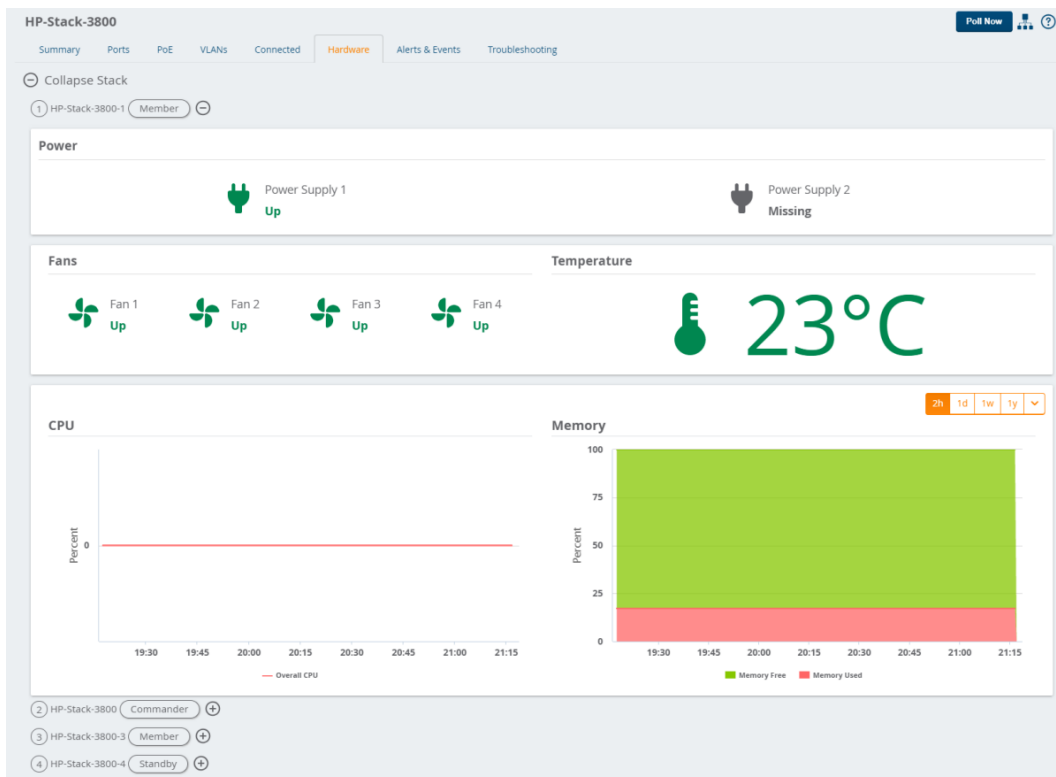 HP-Stack-3800
Poll Now
Summary Ports PoE VLANs Connected Hardware Alerts & Events Troubleshooting
Collapse Stack
1 HP-Stack-3800-1 Member
Power
Power Supply 1
Up
Power Supply 2
Missing
Fans
Fan 1
Up
Fan 2
Up
Fan 3
Up
Fan 4
Up
Temperature
23°C
2h 1d 1w 1y
CPU
Percent
0
19:30 19:45 20:00 20:15 20:30 20:45 21:00 21:15
Overall CPU
Memory
Percent
100
75
50
25
0
19:30 19:45 20:00 20:15 20:30 20:45 21:00 21:15
Memory Free Memory Used
2 HP-Stack-3800 Commander
3 HP-Stack-3800-3 Member
4 HP-Stack-3800-4 Standby